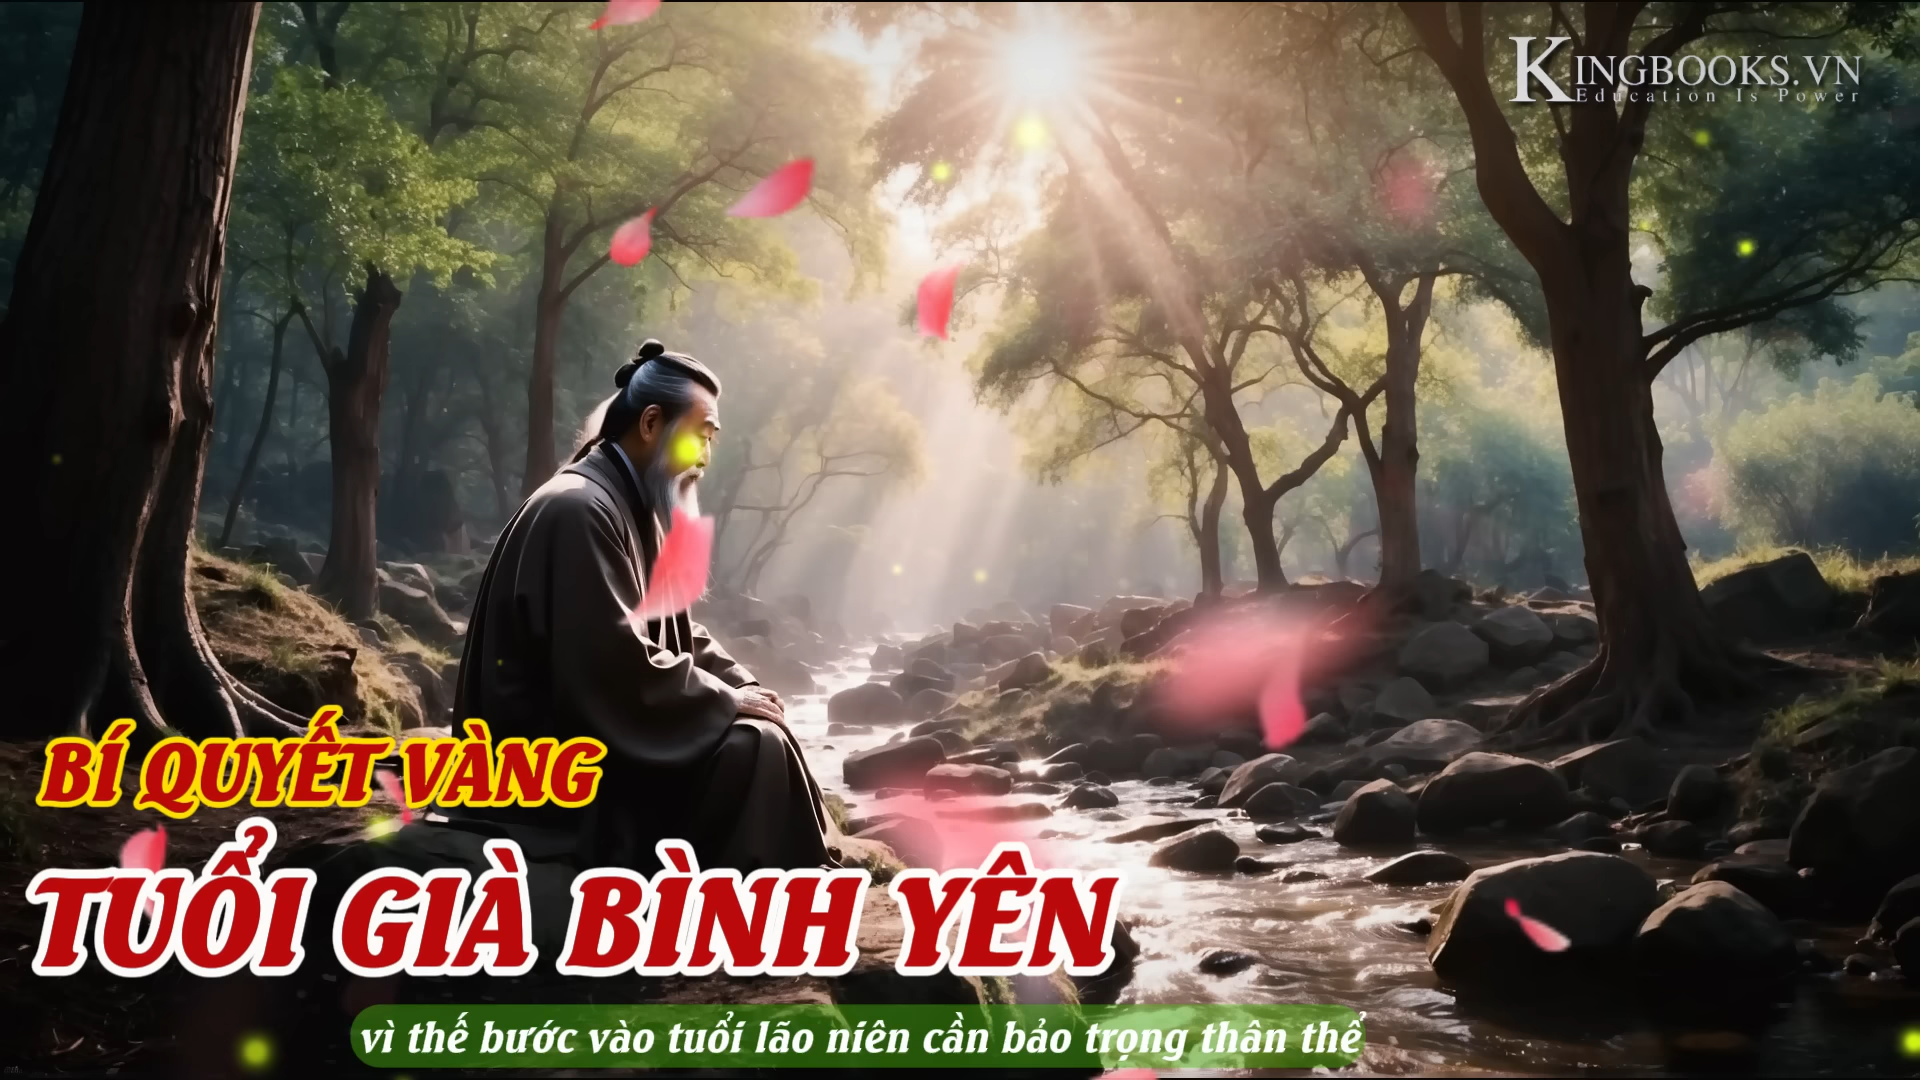 KINGBOOKS.VN
Education Is Power
BÍ QUYẾT VÀNG
TUỔI GIÀ BÌNH YÊN
vì thế bước vào tuổi lão niên cần bảo trọng thân thể